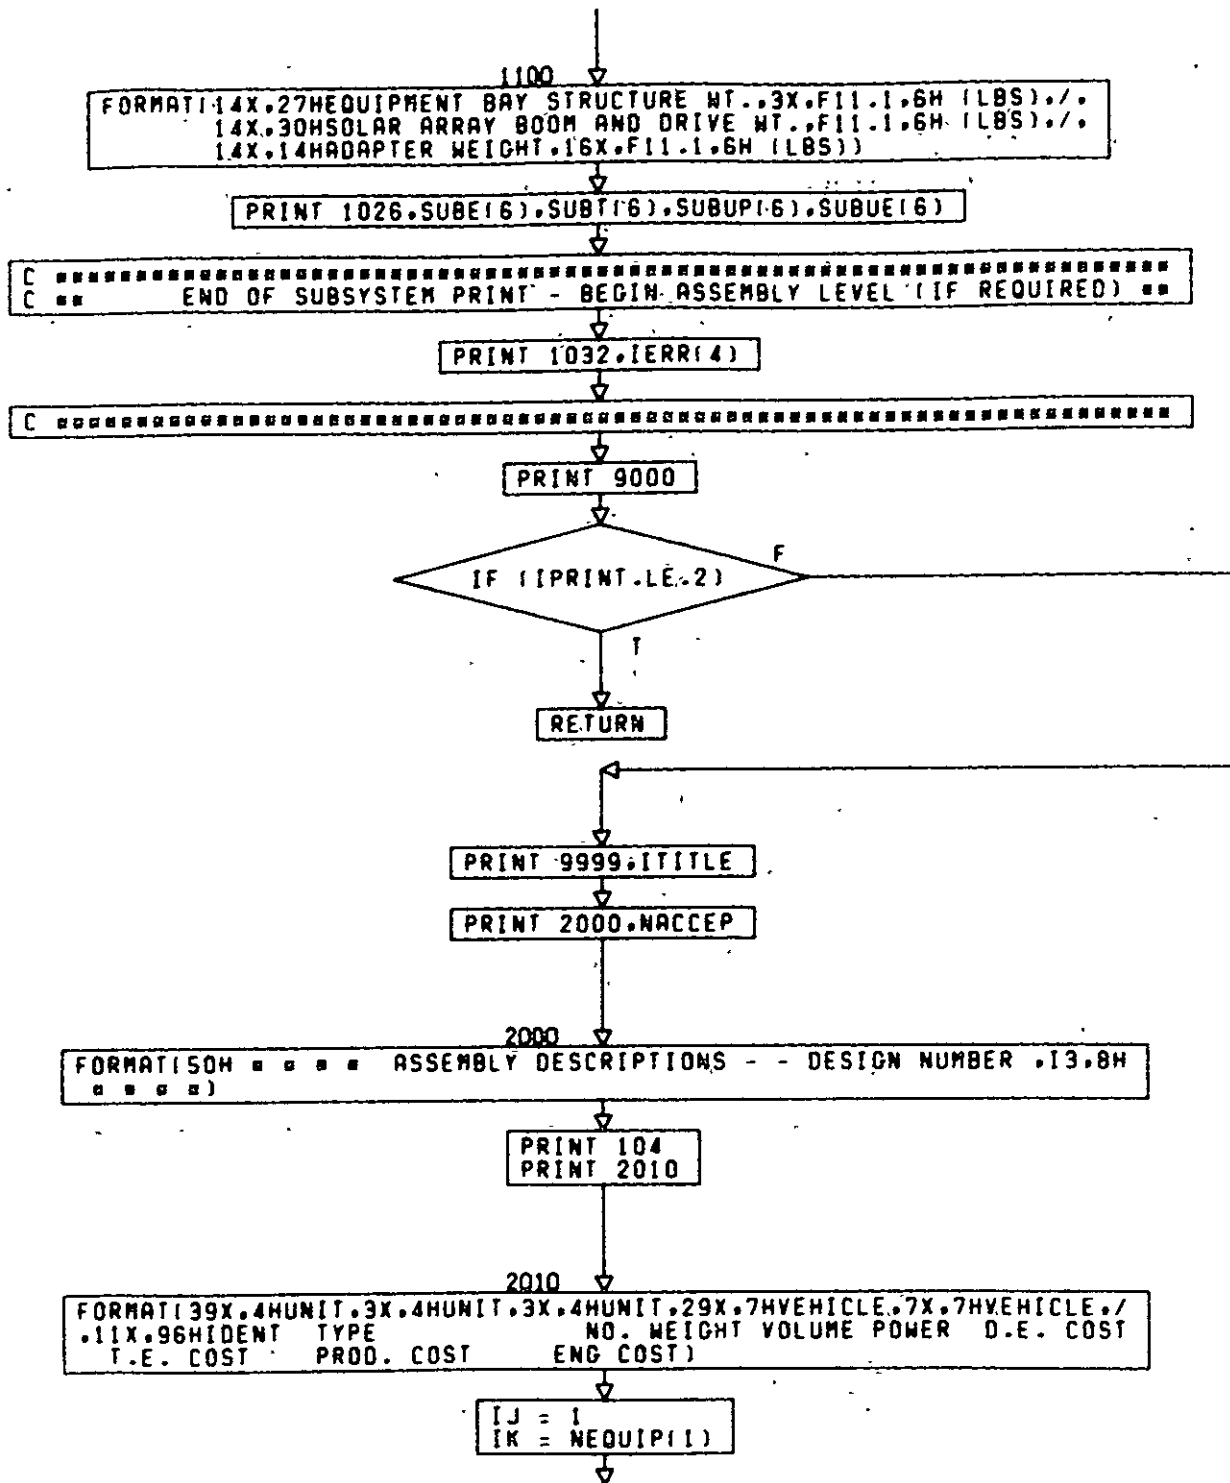 1100
FORMAT(14X,27HEQUIPMENT BAY STRUCTURE WT.,3X,F11.1,6H (LBS),/,
14X,30HSOLAR ARRAY BOOM AND DRIVE WT.,F11.1,6H (LBS),/,
14X,14HADAPTER WEIGHT,16X,F11.1,6H (LBS))
PRINT 1026,SUBE(6),SUBT(6),SUBUP(6),SUBUE(6)
C **********************************************************************
C ** END OF SUBSYSTEM PRINT - BEGIN ASSEMBLY LEVEL (IF REQUIRED) **
PRINT 1032,IERR(4)
C **********************************************************************
PRINT 9000
F
IF (IPRINT.LE.2)
T
RETURN
PRINT 9999,ITITLE
PRINT 2000,NACCEP
2000
FORMAT(50H * * * * ASSEMBLY DESCRIPTIONS - - DESIGN NUMBER ,I3,8H
* * * *)
PRINT 104
PRINT 2010
2010
FORMAT(39X,4HUNIT,3X,4HUNIT,3X,4HUNIT,29X,7HVEHICLE,7X,7HVEHICLE,/
,11X,96HIDENT TYPE NO. WEIGHT VOLUME POWER D.E. COST
T.E. COST PROD. COST ENG COST)
IJ = 1
IK = NEQUIP(1)